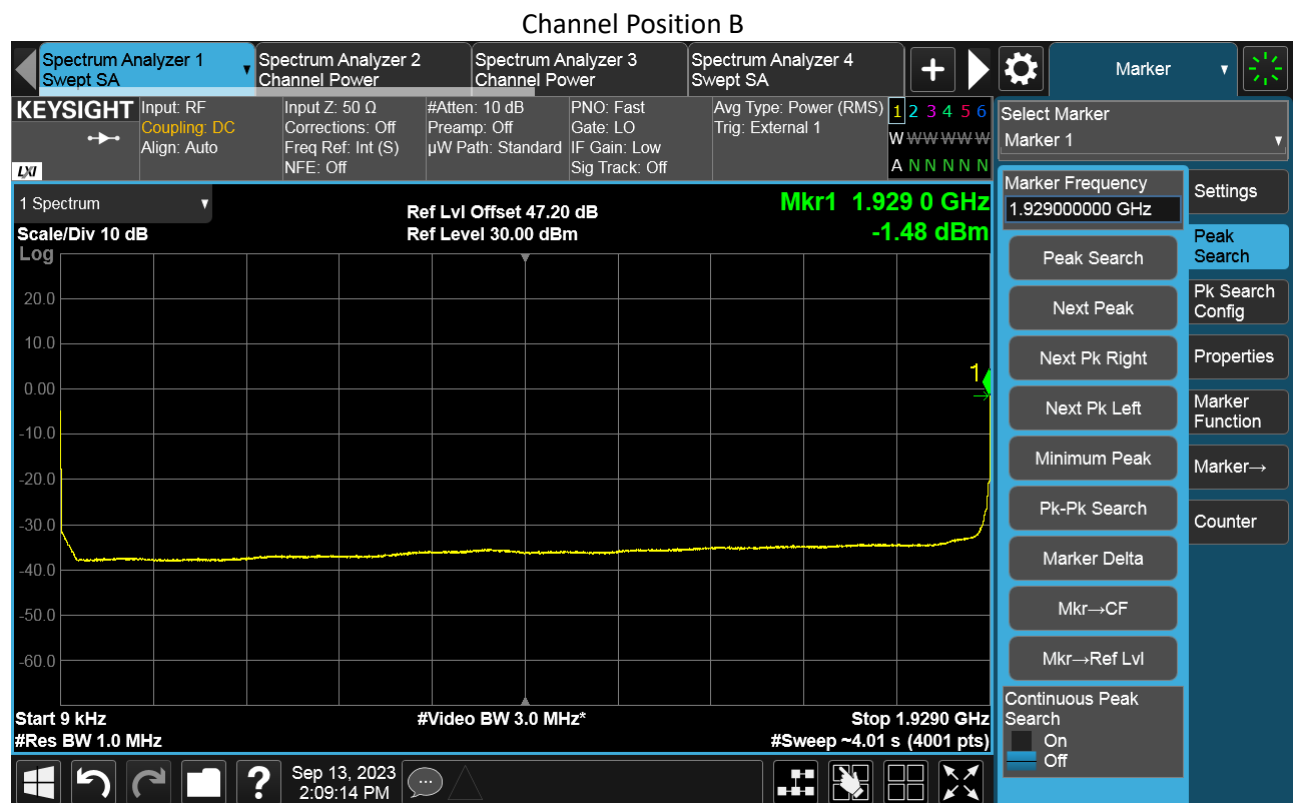 Channel Position B
Spectrum Analyzer 1
Swept SA
Spectrum Analyzer 2
Channel Power
Spectrum Analyzer 3
Channel Power
Spectrum Analyzer 4
Swept SA
+
Marker
KEYSIGHT
LXI
Input: RF
Coupling: DC
Align: Auto
Input Z: 50 Ω
Corrections: Off
Freq Ref: Int (S)
NFE: Off
#Atten: 10 dB
Preamp: Off
µW Path: Standard
PNO: Fast
Gate: LO
IF Gain: Low
Sig Track: Off
Avg Type: Power (RMS)
Trig: External 1
1 2 3 4 5 6
W W W W W W
A N N N N N
Select Marker
Marker 1
1 Spectrum
Scale/Div 10 dB
Log
Ref Lvl Offset 47.20 dB
Ref Level 30.00 dBm
Mkr1 1.929 0 GHz
-1.48 dBm
20.0
10.0
0.00
-10.0
-20.0
-30.0
-40.0
-50.0
-60.0
1
Start 9 kHz
#Res BW 1.0 MHz
#Video BW 3.0 MHz*
Stop 1.9290 GHz
#Sweep ~4.01 s (4001 pts)
Marker Frequency
1.929000000 GHz
Peak Search
Next Peak
Next Pk Right
Next Pk Left
Minimum Peak
Pk-Pk Search
Marker Delta
Mkr→CF
Mkr→Ref Lvl
Continuous Peak
Search
On
Off
Settings
Peak
Search
Pk Search
Config
Properties
Marker
Function
Marker→
Counter
?
Sep 13, 2023
2:09:14 PM